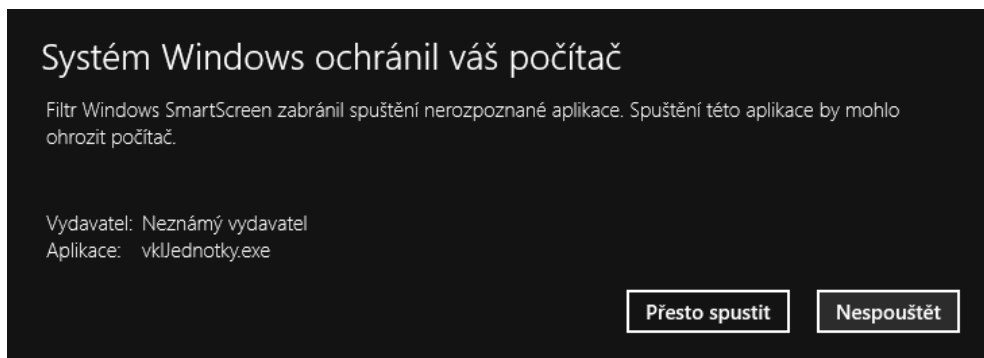 Systém Windows ochránil váš počítač
Filtr Windows SmartScreen zabránil spuštění nerozpoznané aplikace. Spuštění této aplikace by mohlo
ohrozit počítač.
Vydavatel: Neznámý vydavatel
Aplikace: vklJednotky.exe
Přesto spustit
Nespouštět